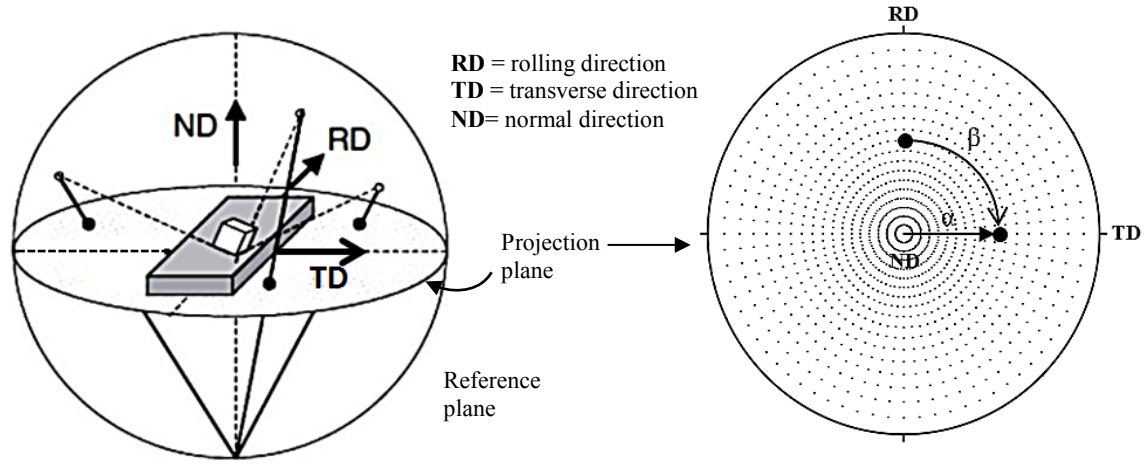 ND
RD
TD
RD = rolling direction
TD = transverse direction
ND= normal direction
Projection
plane
Reference
plane
RD
β
α
TD
ND